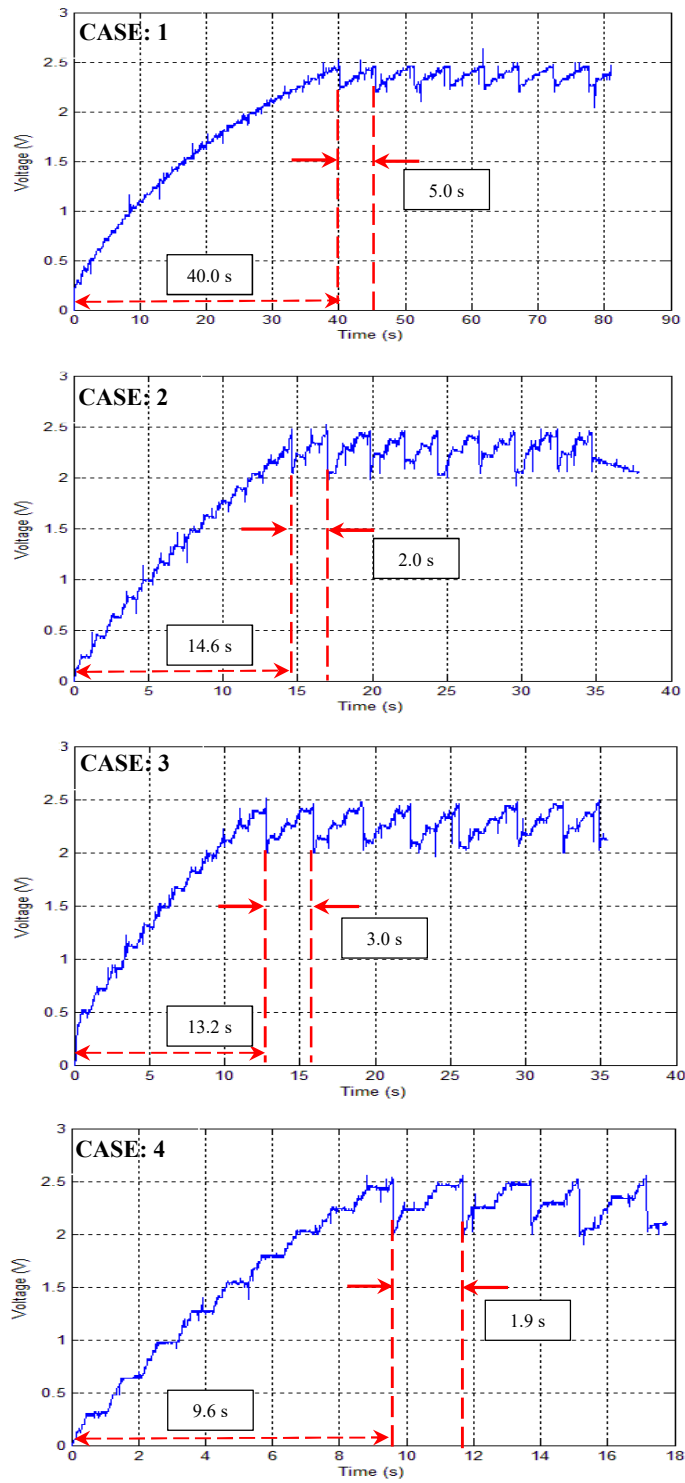 CASE: 1
3
2.5
2
1.5
1
0.5
0
Voltage (V)
5.0 s
40.0 s
0 10 20 30 40 50 60 70 80 90
Time (s)
CASE: 2
3
2.5
2
1.5
1
0.5
0
Voltage (V)
2.0 s
14.6 s
0 5 10 15 20 25 30 35 40
Time (s)
CASE: 3
3
2.5
2
1.5
1
0.5
0
Voltage (V)
3.0 s
13.2 s
0 5 10 15 20 25 30 35 40
Time (s)
CASE: 4
3
2.5
2
1.5
1
0.5
0
Voltage (V)
1.9 s
9.6 s
0 2 4 6 8 10 12 14 16 18
Time (s)